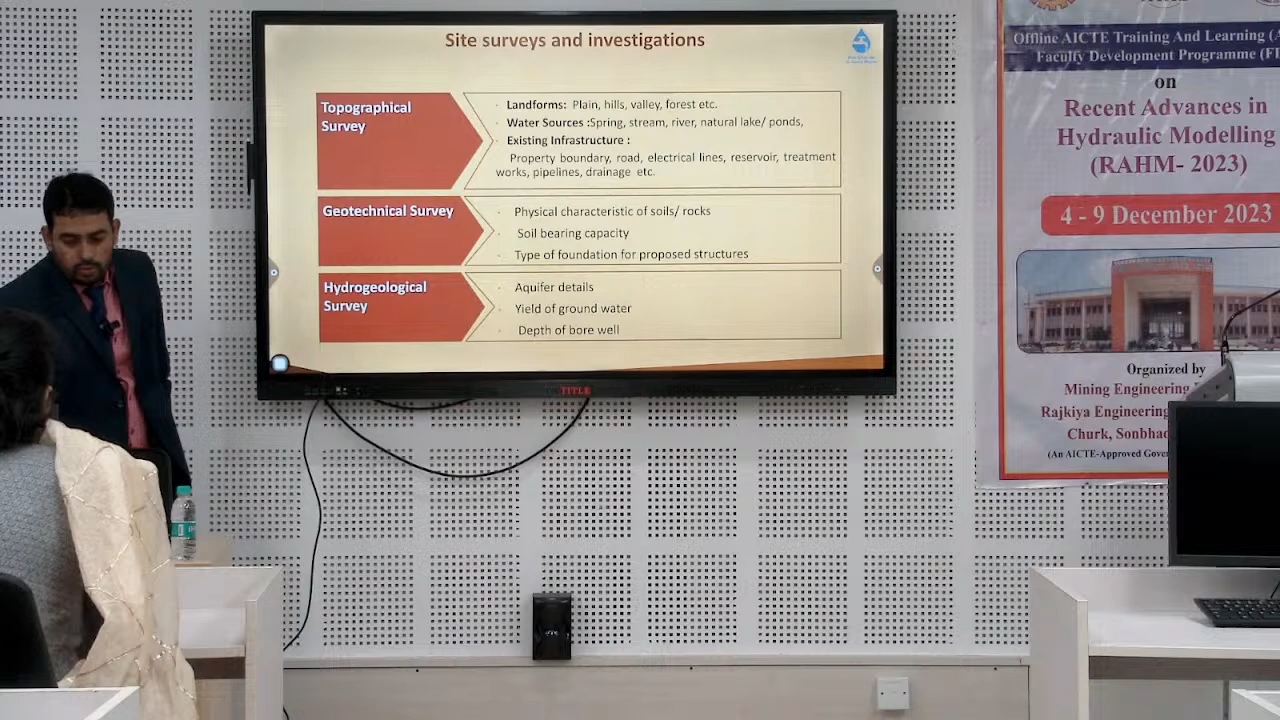 Site surveys and investigations
Topographical
Survey
Landforms: Plain, hills, valley, forest etc.
Water Sources :Spring, stream, river, natural lake/ ponds,
Existing Infrastructure :
Property boundary, road, electrical lines, reservoir, treatment
works, pipelines, drainage etc.
Geotechnical Survey
Physical characteristic of soils/ rocks
Soil bearing capacity
Type of foundation for proposed structures
Hydrogeological
Survey
Aquifer details
Yield of ground water
Depth of bore well
TITLE
Offline AICTE Training And Learning
Faculty Development Programme
on
Recent Advances in
Hydraulic Modelling
(RAHM- 2023)
4 - 9 December 2023
Organized by
Mining Engineering
Rajkiya Engineering
Churk,
(An AICTE-Approved